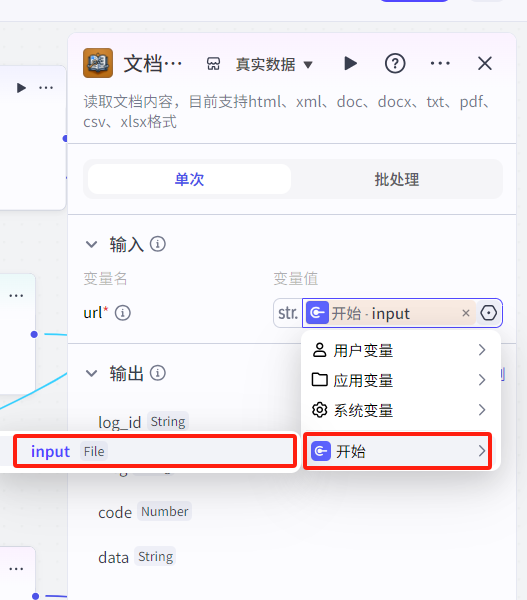 文档···
真实数据
读取文档内容，目前支持html、xml、doc、docx、txt、pdf、
csv、xlsx格式
单次
批处理
输入
变量名
变量值
url*
str.
开始 - input
用户变量
应用变量
系统变量
开始
输出
log_id String
input File
code Number
data String